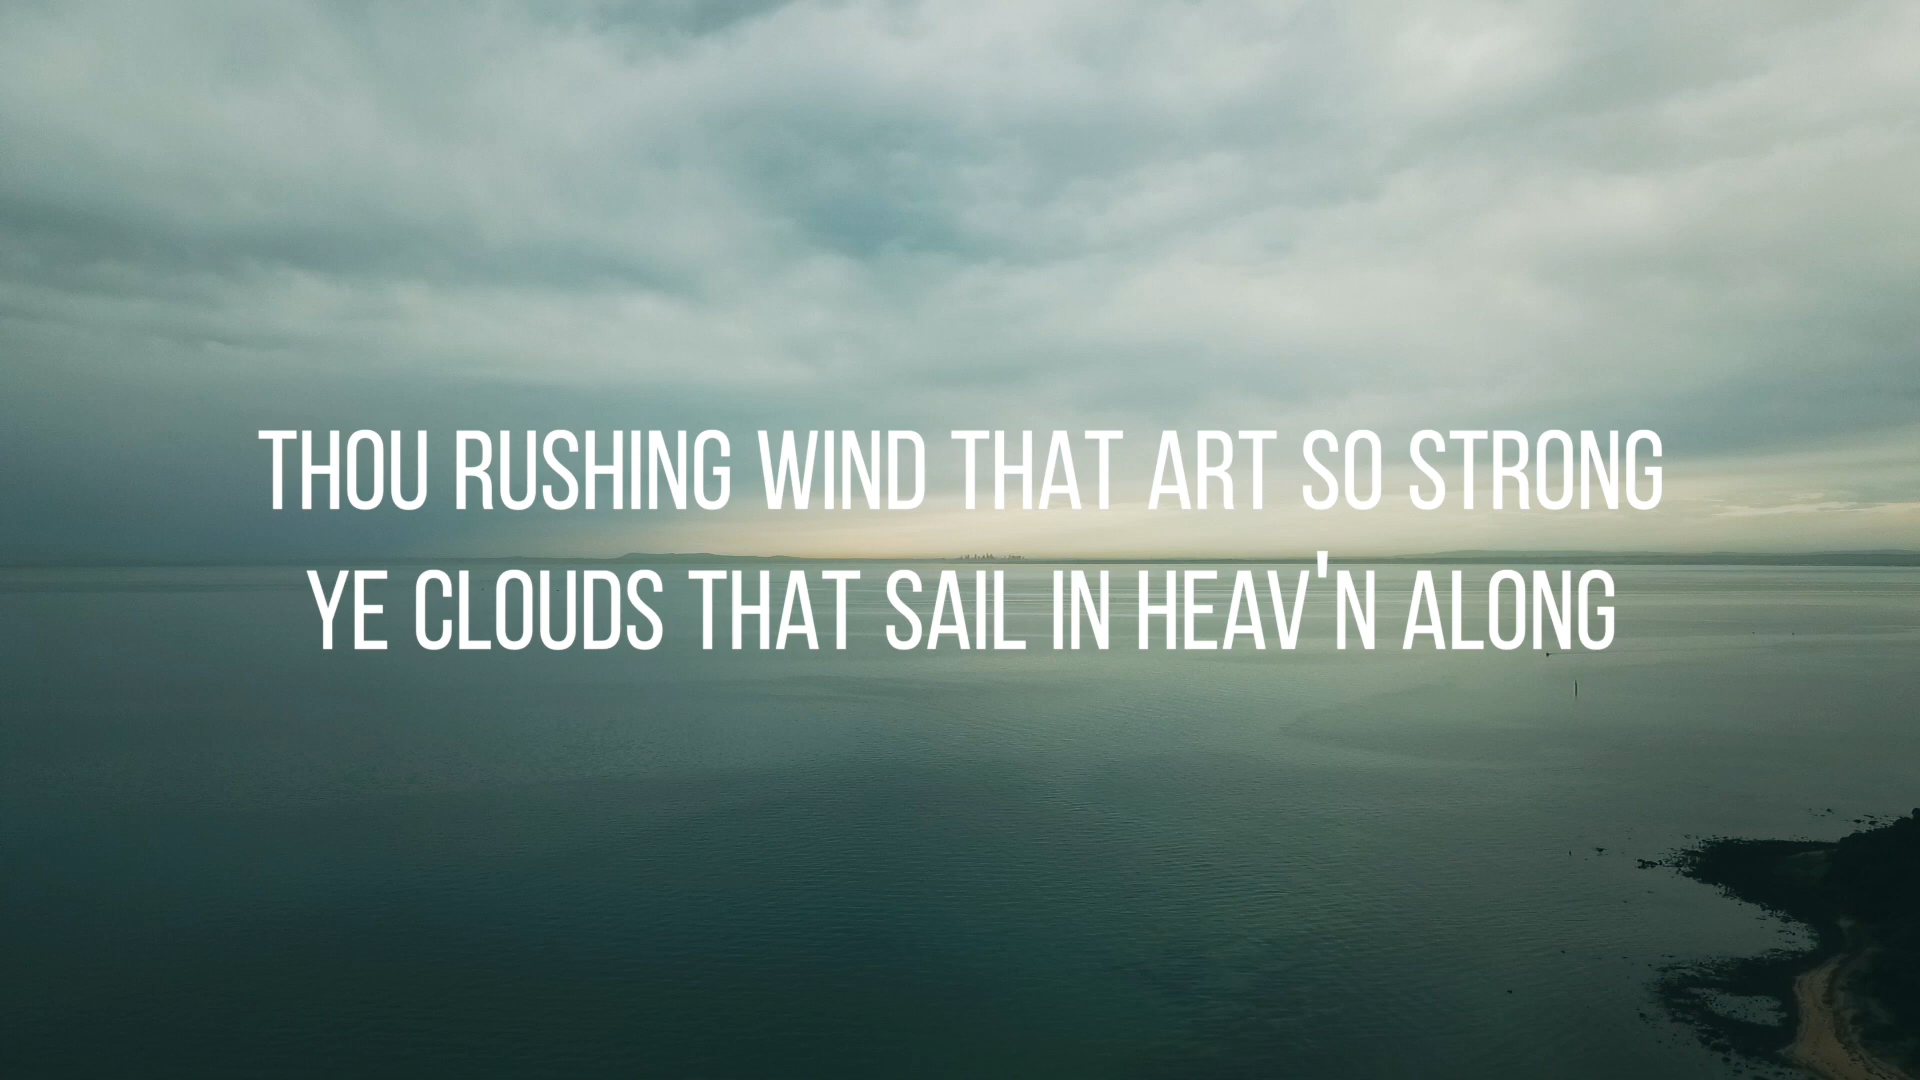 THOU RUSHING WIND THAT ART SO STRONG
YE CLOUDS THAT SAIL IN HEAV'N ALONG